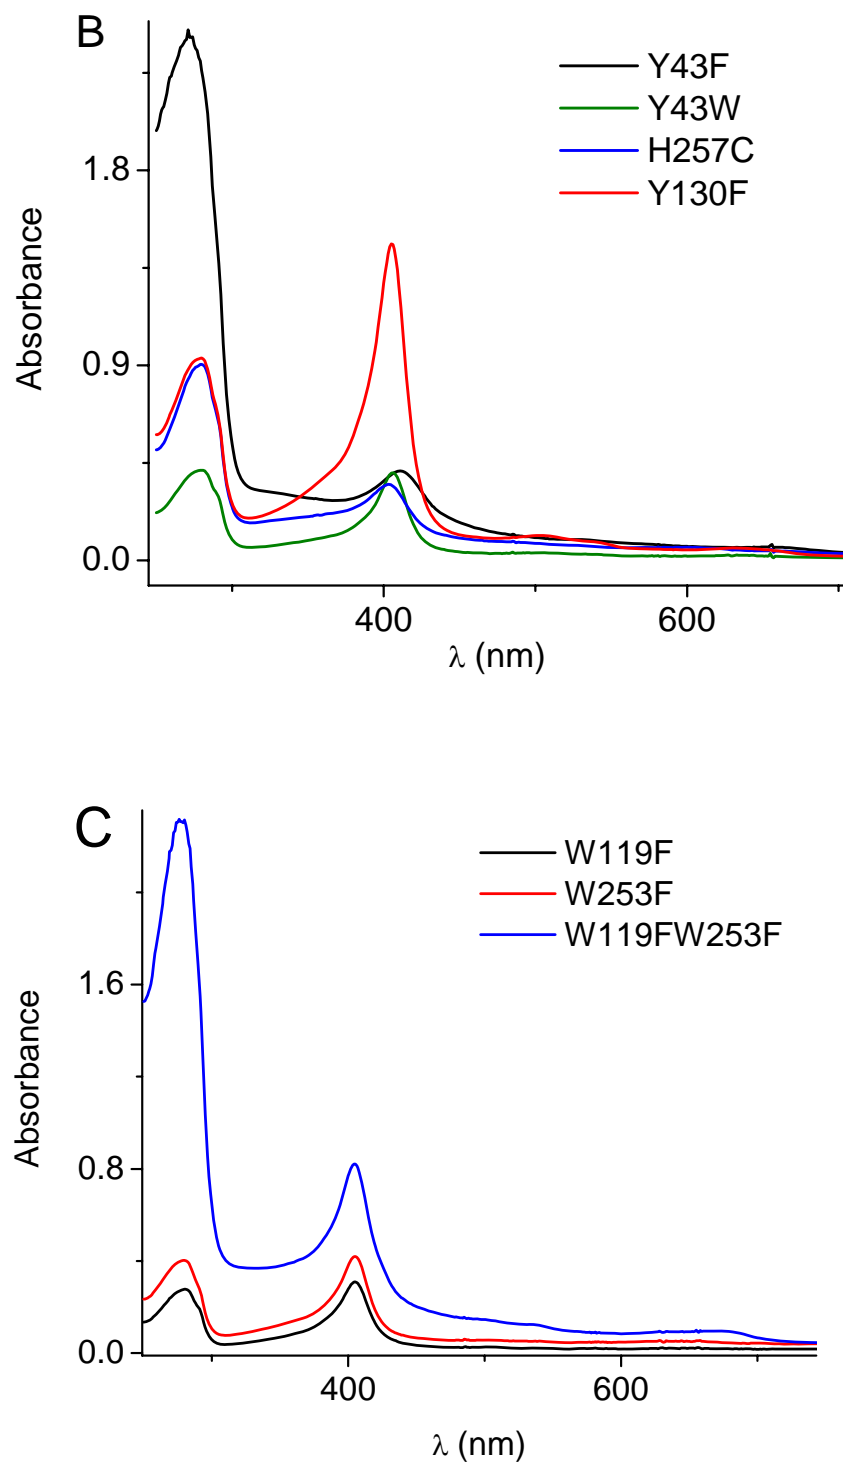 B
Y43F
Y43W
H257C
Y130F
1.8
0.9
0.0
Absorbance
400 600
λ (nm)
C
W119F
W253F
W119FW253F
1.6
0.8
0.0
Absorbance
400 600
λ (nm)